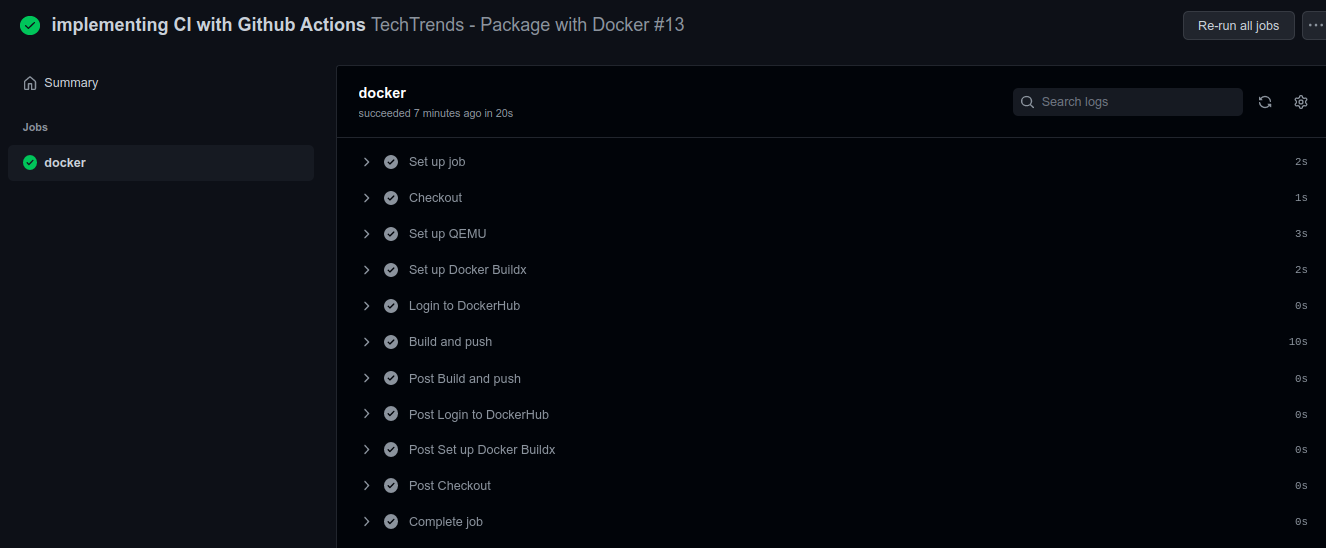 implementing CI with Github Actions TechTrends - Package with Docker #13
Re-run all jobs
Summary
Jobs
docker
docker
succeeded 7 minutes ago in 20s
Search logs
Set up job 2s
Checkout 1s
Set up QEMU 3s
Set up Docker Buildx 2s
Login to DockerHub 0s
Build and push 10s
Post Build and push 0s
Post Login to DockerHub 0s
Post Set up Docker Buildx 0s
Post Checkout 0s
Complete job 0s